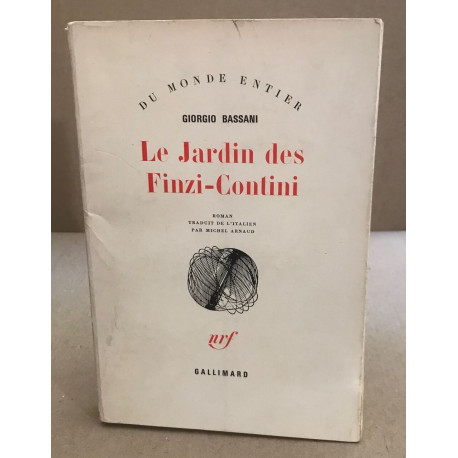 DU MONDE ENTIER
GIORGIO BASSANI
Le Jardin des
Finzi-Contini
ROMAN
TRADUIT DE L'ITALIEN
PAR MICHEL ARNAUD
nrf
GALLIMARD